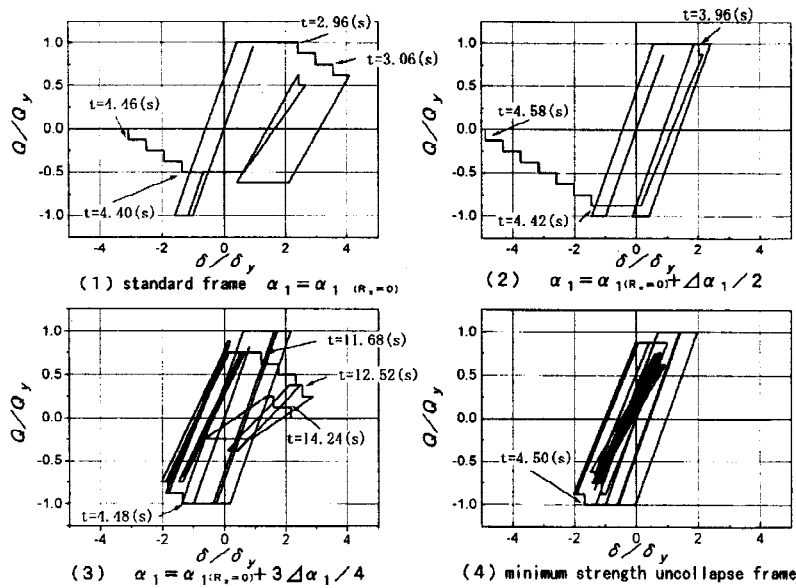 t=2.96(s)
t=3.06(s)
t=4.46(s)
t=4.40(s)
Q/Qy
1.0
0.5
0.0
-0.5
-1.0
-4 -2 0 2 4
δ/δy
(1) standard frame α1=α1 (Rs=0)
t=3.96(s)
t=4.58(s)
t=4.42(s)
1.0
0.5
0.0
-0.5
-1.0
-4 -2 0 2 4
δ/δy
(2) α1=α1(Rs=0)+Δα1/2
t=11.68(s)
t=12.52(s)
t=14.24(s)
t=4.48(s)
Q/Qy
1.0
0.5
0.0
-0.5
-1.0
-4 -2 0 2 4
δ/δy
(3) α1=α1(Rs=0)+3Δα1/4
t=4.50(s)
Q/Qy
1.0
0.5
0.0
-0.5
-1.0
-4 -2 0 2 4
δ/δy
(4) minimum strength uncollapse frame